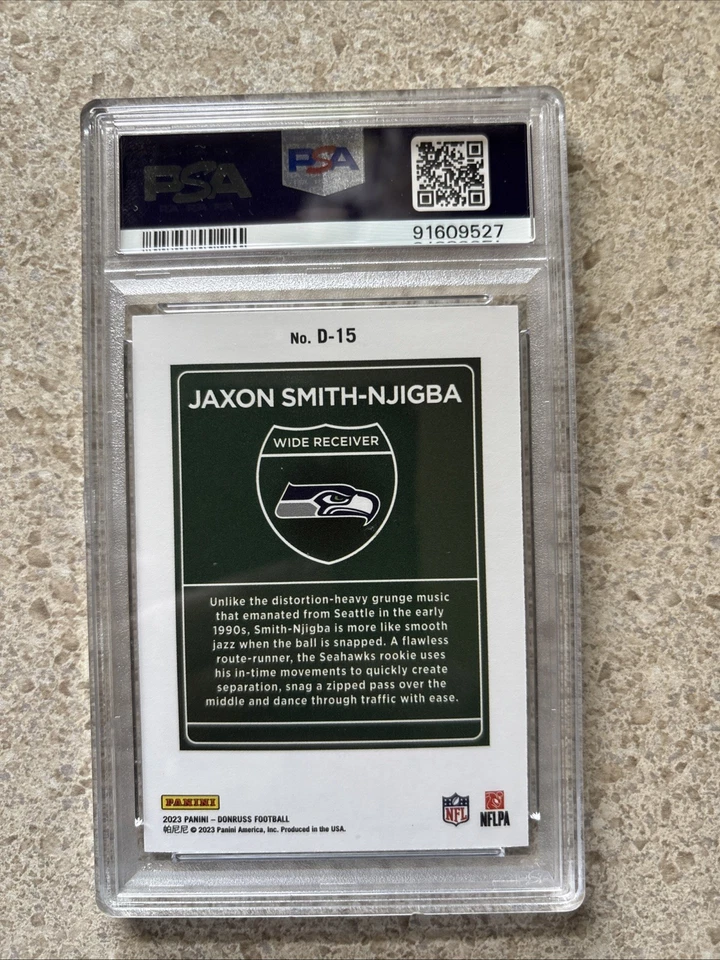 PSA
PSA
91609527
No. D-15
JAXON SMITH-NJIGBA
WIDE RECEIVER
Unlike the distortion-heavy grunge music
that emanated from Seattle in the early
1990s, Smith-Njigba is more like smooth
jazz when the ball is snapped. A flawless
route-runner, the Seahawks rookie uses
his in-time movements to quickly create
separation, snag a zipped pass over the
middle and dance through traffic with ease.
PANINI
2023 PANINI – DONRUSS FOOTBALL
帕尼尼 © 2023 Panini America, Inc. Produced in the USA.
NFL
NFLPA